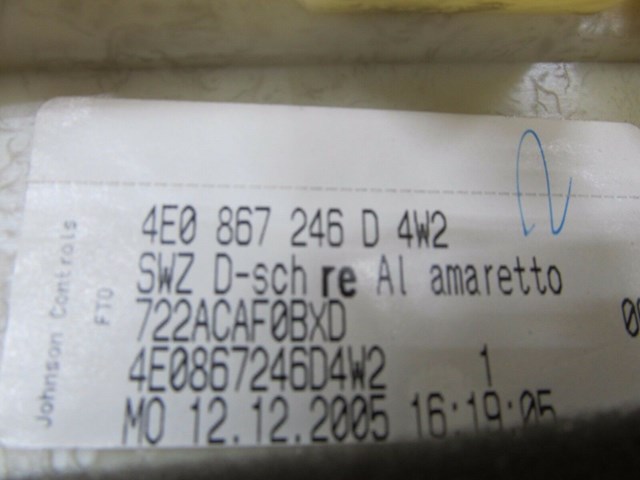 4E0 867 246 D 4W2
SWZ D-sch re Al amaretto
722ACAF0BXD
4E0867246D4W2 1
MO 12.12.2005 16:19:05
Johnson Controls
FTO